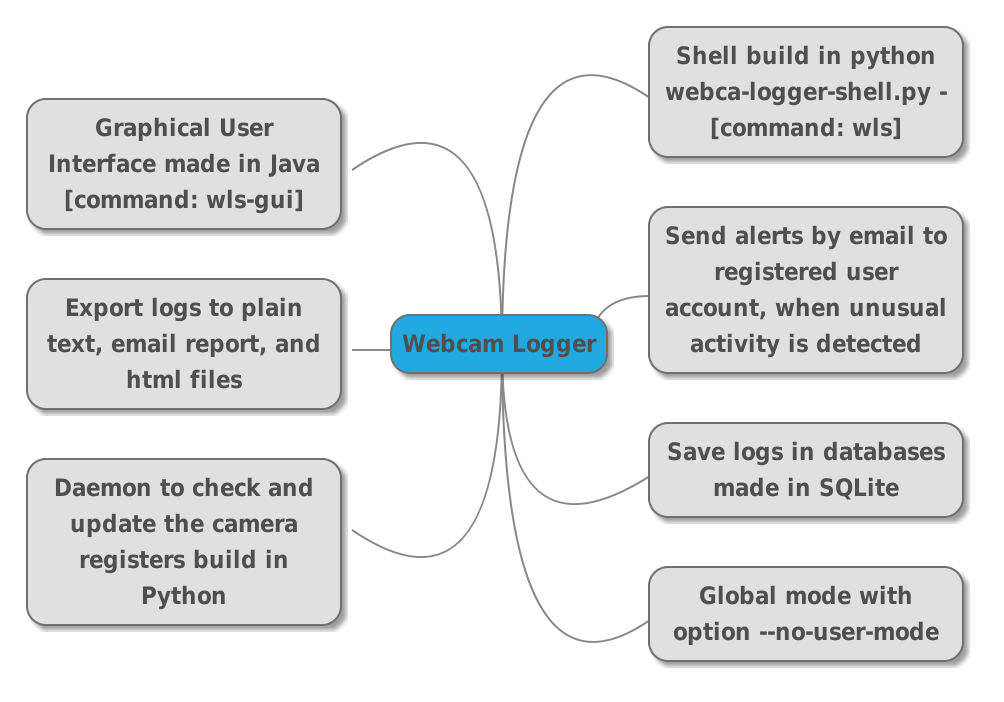 Graphical User
Interface made in Java
[command: wls-gui]
Export logs to plain
text, email report, and
html files
Daemon to check and
update the camera
registers build in
Python
Webcam Logger
Shell build in python
webca-logger-shell.py -
[command: wls]
Send alerts by email to
registered user
account, when unusual
activity is detected
Save logs in databases
made in SQLite
Global mode with
option --no-user-mode